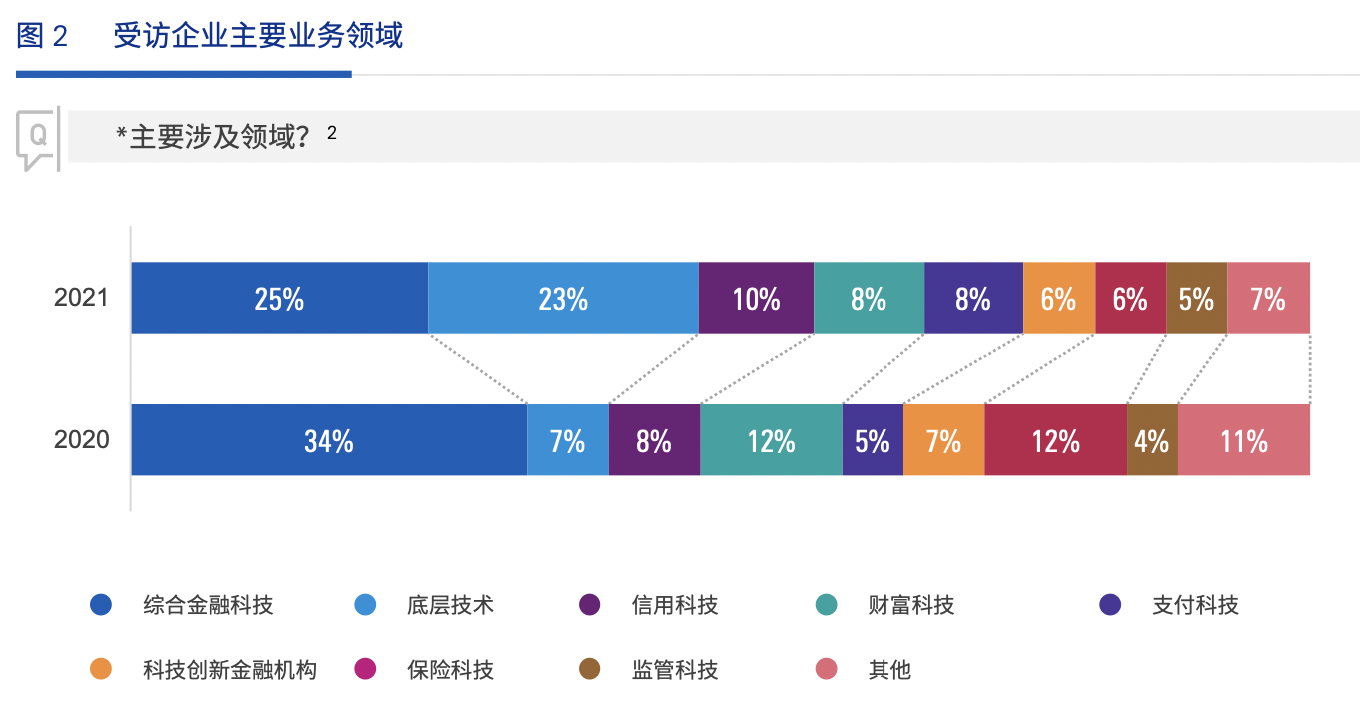 图 2 受访企业主要业务领域
Q
*主要涉及领域？ 2
2021 25% 23% 10% 8% 8% 6% 6% 5% 7%
2020 34% 7% 8% 12% 5% 7% 12% 4% 11%
综合金融科技 底层技术 信用科技 财富科技 支付科技
科技创新金融机构 保险科技 监管科技 其他